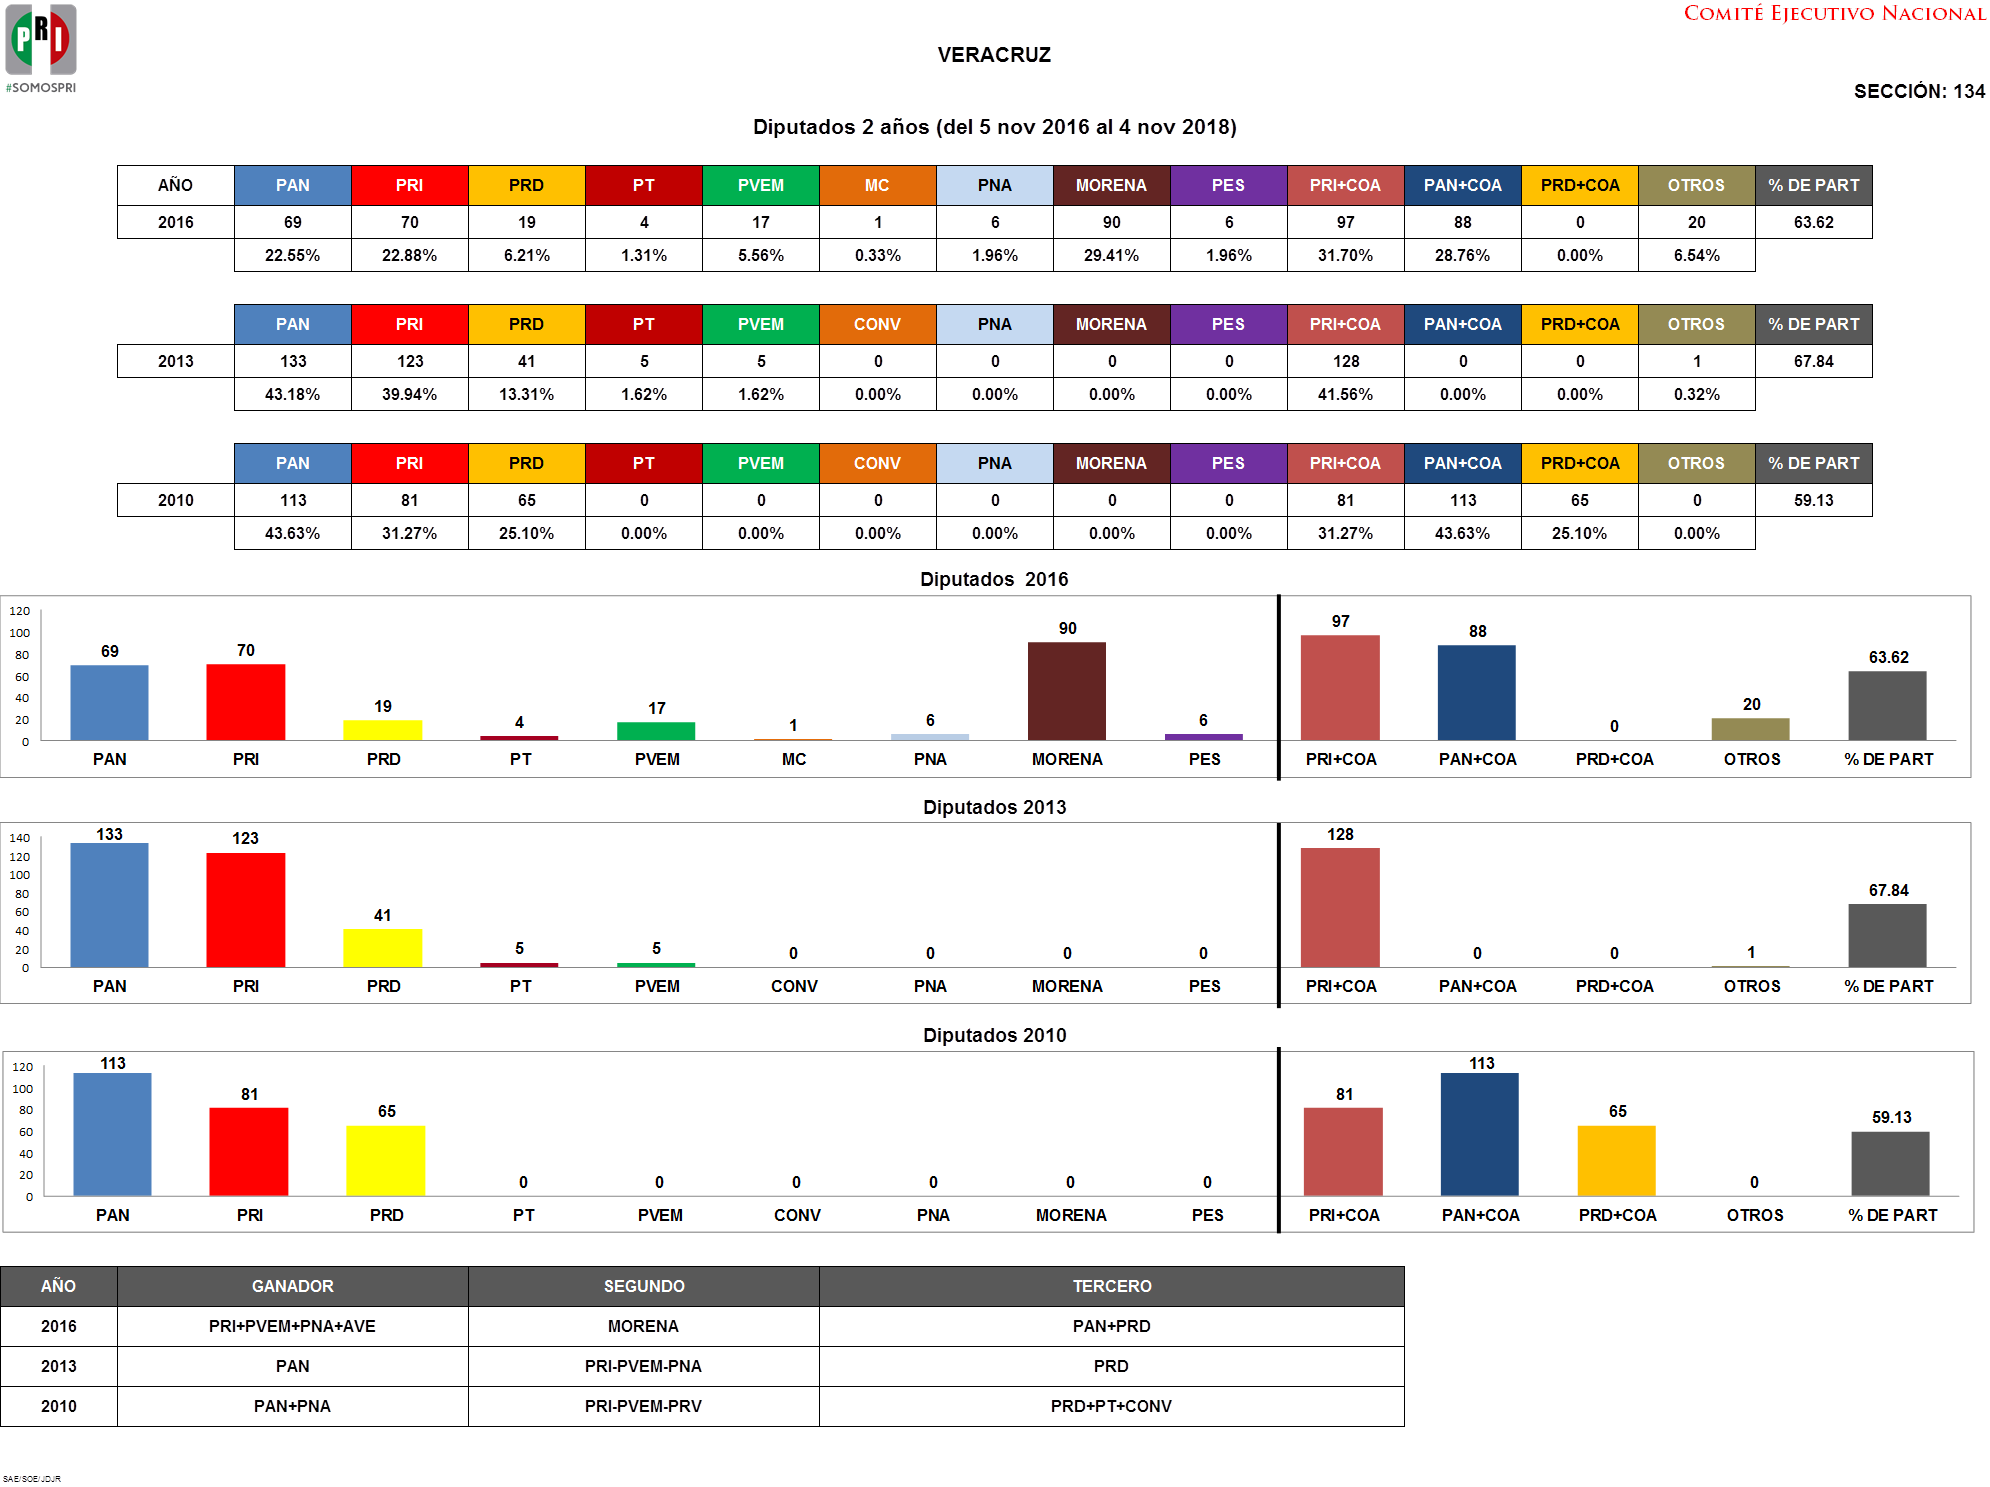 PRI
#SOMOSPRI
COMITÉ EJECUTIVO NACIONAL
VERACRUZ
SECCIÓN: 134
Diputados 2 años (del 5 nov 2016 al 4 nov 2018)
AÑO PAN PRI PRD PT PVEM MC PNA MORENA PES PRI+COA PAN+COA PRD+COA OTROS % DE PART
2016 69 70 19 4 17 1 6 90 6 97 88 0 20 63.62
22.55% 22.88% 6.21% 1.31% 5.56% 0.33% 1.96% 29.41% 1.96% 31.70% 28.76% 0.00% 6.54%
PAN PRI PRD PT PVEM CONV PNA MORENA PES PRI+COA PAN+COA PRD+COA OTROS % DE PART
2013 133 123 41 5 5 0 0 0 0 128 0 0 1 67.84
43.18% 39.94% 13.31% 1.62% 1.62% 0.00% 0.00% 0.00% 0.00% 41.56% 0.00% 0.00% 0.32%
PAN PRI PRD PT PVEM CONV PNA MORENA PES PRI+COA PAN+COA PRD+COA OTROS % DE PART
2010 113 81 65 0 0 0 0 0 0 81 113 65 0 59.13
43.63% 31.27% 25.10% 0.00% 0.00% 0.00% 0.00% 0.00% 0.00% 31.27% 43.63% 25.10% 0.00%
Diputados 2016
120
100
80
60
40
20
0
69 70 19 4 17 1 6 90 6 97 88 0 20 63.62
PAN PRI PRD PT PVEM MC PNA MORENA PES PRI+COA PAN+COA PRD+COA OTROS % DE PART
Diputados 2013
140
120
100
80
60
40
20
0
133 123 41 5 5 0 0 0 0 128 0 0 1 67.84
PAN PRI PRD PT PVEM CONV PNA MORENA PES PRI+COA PAN+COA PRD+COA OTROS % DE PART
Diputados 2010
120
100
80
60
40
20
0
113 81 65 0 0 0 0 0 0 81 113 65 0 59.13
PAN PRI PRD PT PVEM CONV PNA MORENA PES PRI+COA PAN+COA PRD+COA OTROS % DE PART
AÑO GANADOR SEGUNDO TERCERO
2016 PRI+PVEM+PNA+AVE MORENA PAN+PRD
2013 PAN PRI-PVEM-PNA PRD
2010 PAN+PNA PRI-PVEM-PRV PRD+PT+CONV
SAE/SOE/JDJR